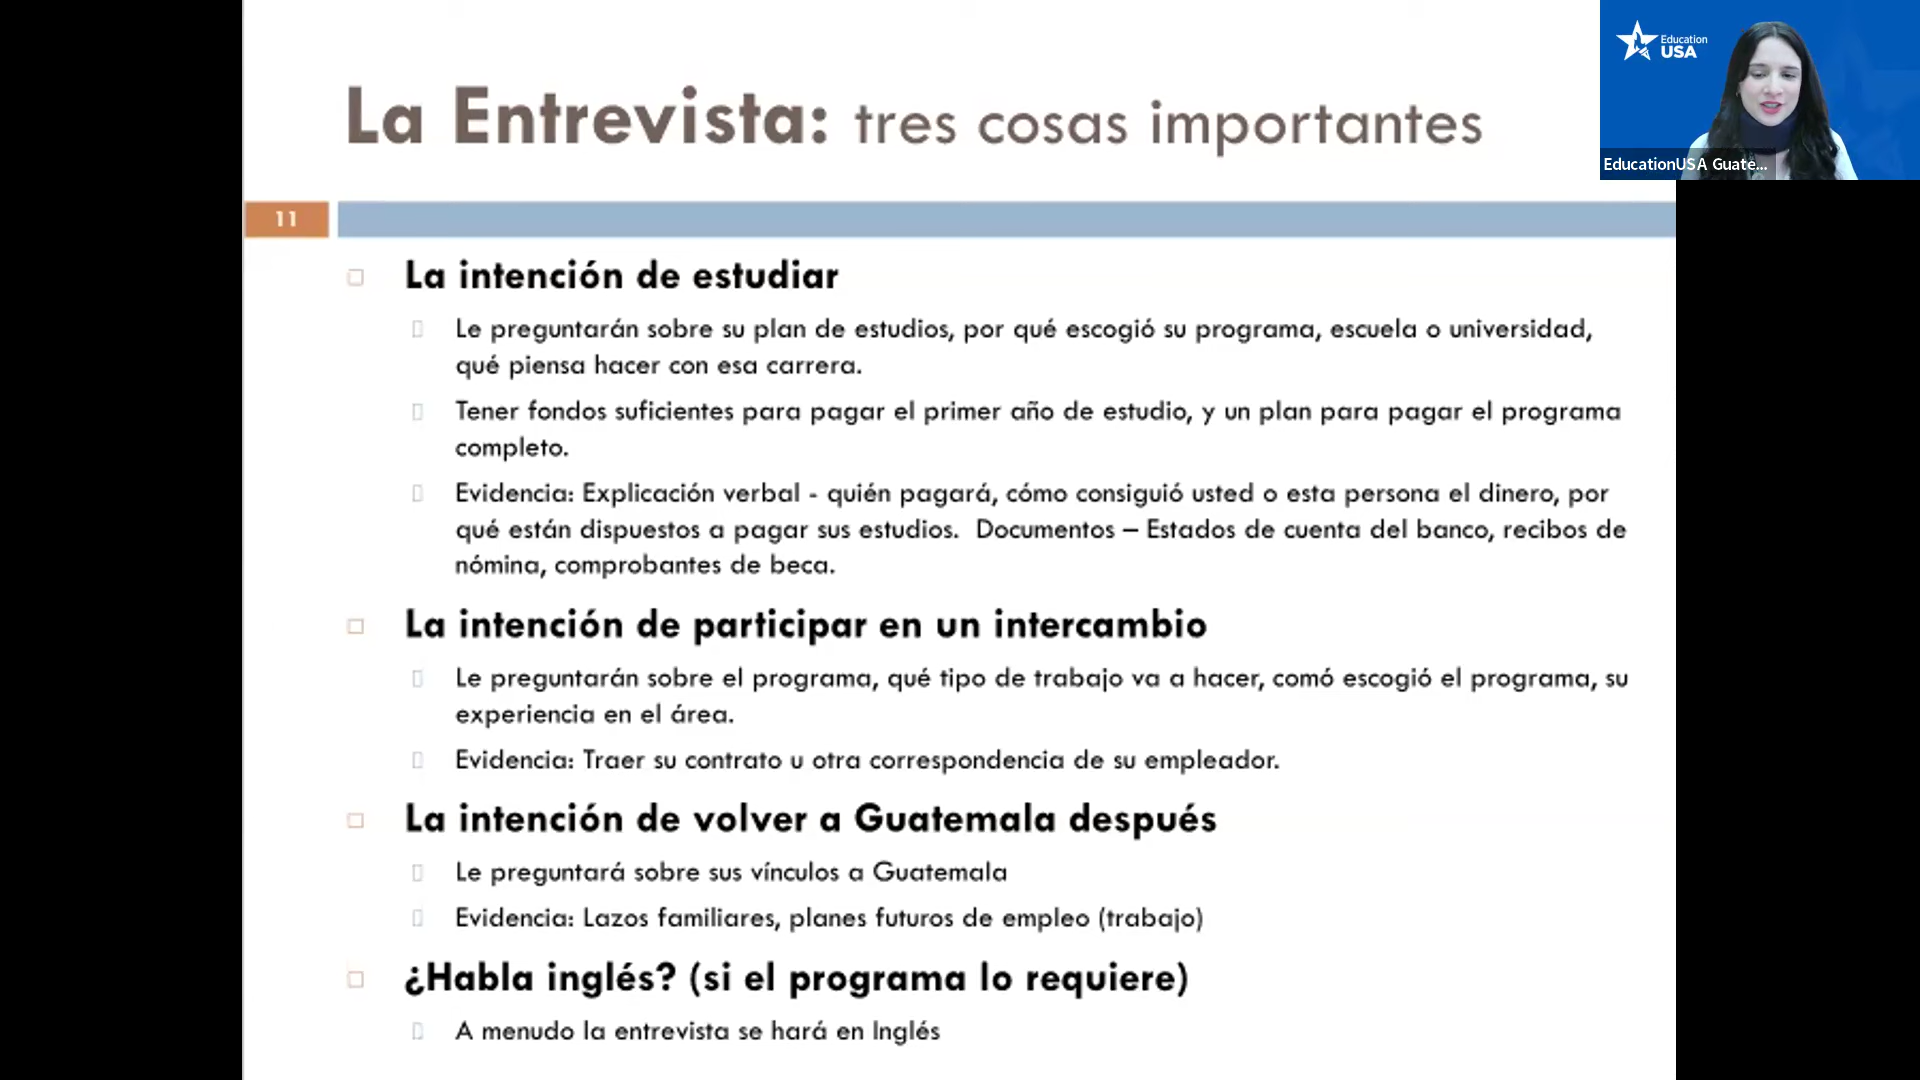 La Entrevista: tres cosas importantes
Education
USA
EducationUSA Guate...
11
La intención de estudiar
Le preguntarán sobre su plan de estudios, por qué escogió su programa, escuela o universidad,
qué piensa hacer con esa carrera.
Tener fondos suficientes para pagar el primer año de estudio, y un plan para pagar el programa
completo.
Evidencia: Explicación verbal - quién pagará, cómo consiguió usted o esta persona el dinero, por
qué están dispuestos a pagar sus estudios.  Documentos – Estados de cuenta del banco, recibos de
nómina, comprobantes de beca.
La intención de participar en un intercambio
Le preguntarán sobre el programa, qué tipo de trabajo va a hacer, comó escogió el programa, su
experiencia en el área.
Evidencia: Traer su contrato u otra correspondencia de su empleador.
La intención de volver a Guatemala después
Le preguntará sobre sus vínculos a Guatemala
Evidencia: Lazos familiares, planes futuros de empleo (trabajo)
¿Habla inglés? (si el programa lo requiere)
A menudo la entrevista se hará en Inglés